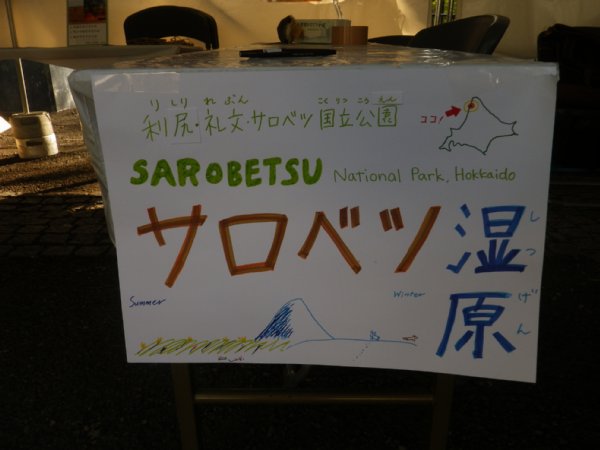 り しり れ ぶん こく りつ こう えん
利尻・礼文・サロベツ 国立公園
ココ!
SAROBETSU National Park, Hokkaido
サロベツ湿原
しつげん
Summer
Winter